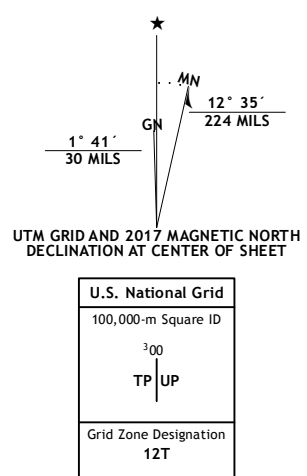 ★
MN
GN
12° 35´
224 MILS
1° 41´
30 MILS
UTM GRID AND 2017 MAGNETIC NORTH
DECLINATION AT CENTER OF SHEET
U.S. National Grid
100,000-m Square ID
³00
TP UP
Grid Zone Designation
12T